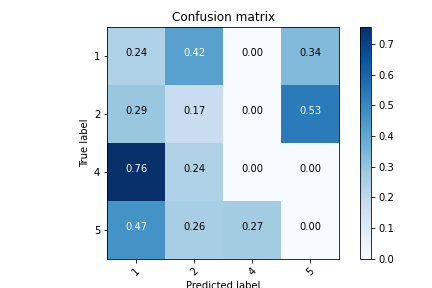 Confusion matrix
True label
1 0.24 0.42 0.00 0.34
2 0.29 0.17 0.00 0.53
4 0.76 0.24 0.00 0.00
5 0.47 0.26 0.27 0.00
1 2 4 5
Predicted label
0.7
0.6
0.5
0.4
0.3
0.2
0.1
0.0